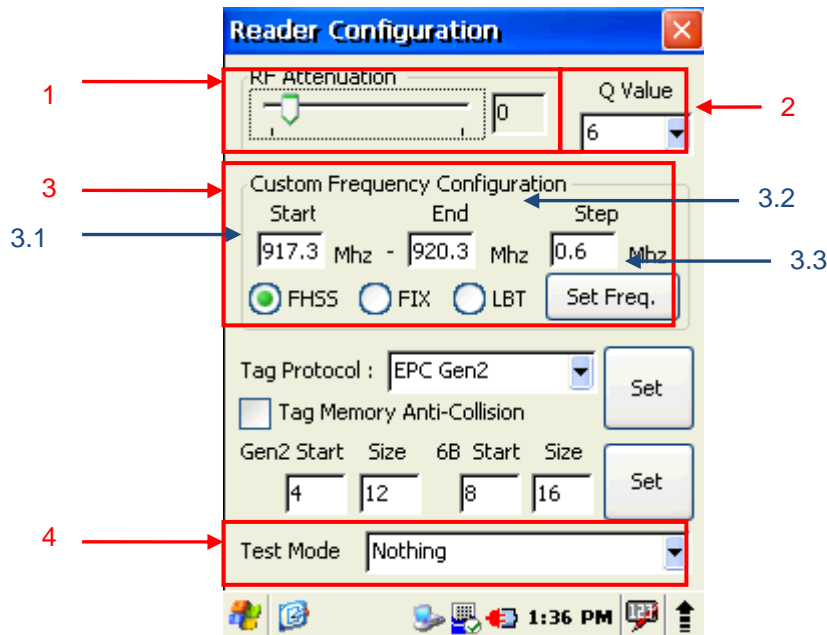 Reader Configuration
RF Attenuation
1
0
Q Value
2
6
3
Custom Frequency Configuration
3.2
Start End Step
3.1
917.3 Mhz - 920.3 Mhz 0.6 Mhz
3.3
FHSS FIX LBT Set Freq.
Tag Protocol : EPC Gen2
Set
Tag Memory Anti-Collision
Gen2 Start Size 6B Start Size
4 12 8 16 Set
4
Test Mode Nothing
1:36 PM 123